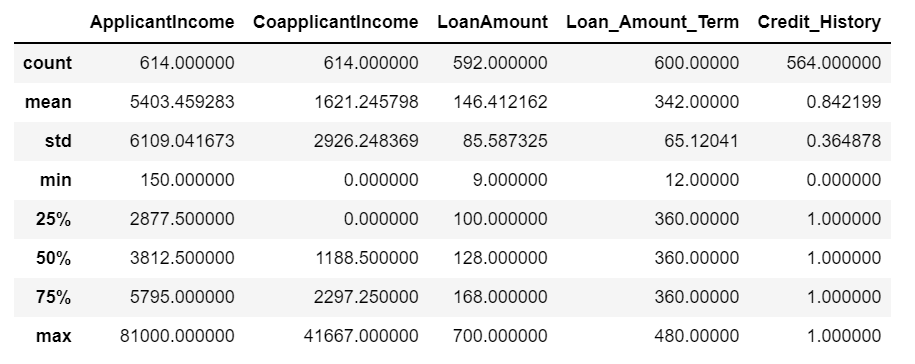 ApplicantIncome CoapplicantIncome LoanAmount Loan_Amount_Term Credit_History
count 614.000000 614.000000 592.000000 600.00000 564.000000
mean 5403.459283 1621.245798 146.412162 342.00000 0.842199
std 6109.041673 2926.248369 85.587325 65.12041 0.364878
min 150.000000 0.000000 9.000000 12.00000 0.000000
25% 2877.500000 0.000000 100.000000 360.00000 1.000000
50% 3812.500000 1188.500000 128.000000 360.00000 1.000000
75% 5795.000000 2297.250000 168.000000 360.00000 1.000000
max 81000.000000 41667.000000 700.000000 480.00000 1.000000